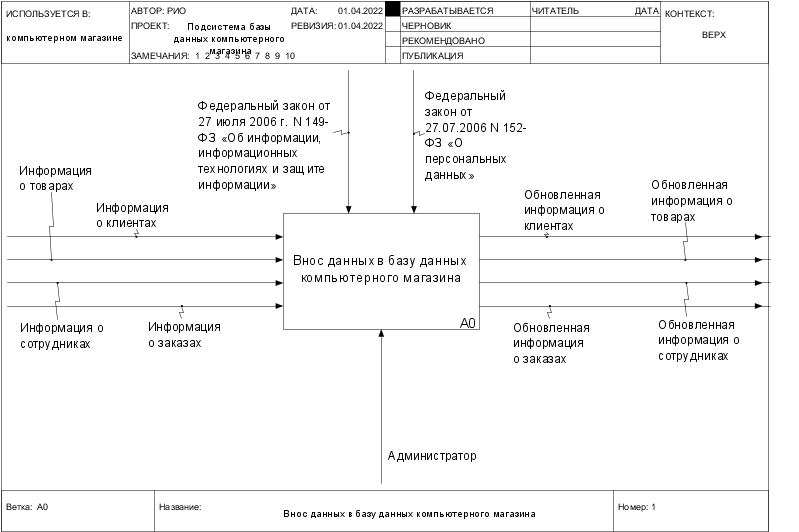 ИСПОЛЬЗУЕТСЯ В:
компьютерном магазине
АВТОР: РИО
ДАТА: 01.04.2022
ПРОЕКТ: Подсистема базы
данных компьютерного
магазина
РЕВИЗИЯ: 01.04.2022
ЗАМЕЧАНИЯ: 1 2 3 4 5 6 7 8 9 10
РАЗРАБАТЫВАЕТСЯ
ЧЕРНОВИК
РЕКОМЕНДОВАНО
ПУБЛИКАЦИЯ
ЧИТАТЕЛЬ ДАТА
КОНТЕКСТ:
ВЕРХ
Федеральный закон от
27 июля 2006 г. N 149-
ФЗ «Об информации,
информационных
технологиях и защите
информации»
Федеральный
закон от
27.07.2006 N 152-
ФЗ «О
персональных
данных»
Информация
о товарах
Информация
о клиентах
Информация о
сотрудниках
Информация
о заказах
Внос данных в базу данных
компьютерного магазина
A0
Обновленная
информация о
клиентах
Обновленная
информация о
товарах
Обновленная
информация
о заказах
Обновленная
информация о
сотрудниках
Администратор
Ветка: A0
Название:
Внос данных в базу данных компьютерного магазина
Номер: 1